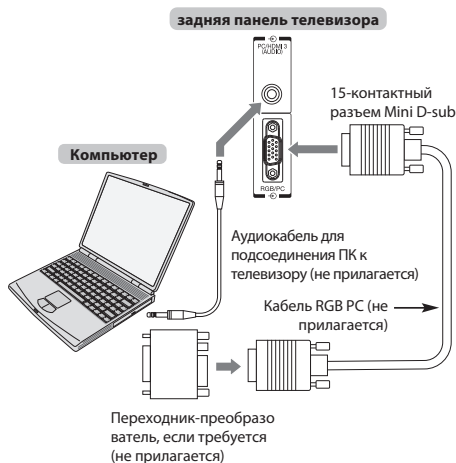 задняя панель телевизора
PC/HDMI 3
(AUDIO)
15-контактный
разъем Mini D-sub
Компьютер
RGB/PC
Аудиокабель для
подсоединения ПК к
телевизору (не прилагается)
Кабель RGB PC (не
прилагается)
Переходник-преобразо
ватель, если требуется
(не прилагается)